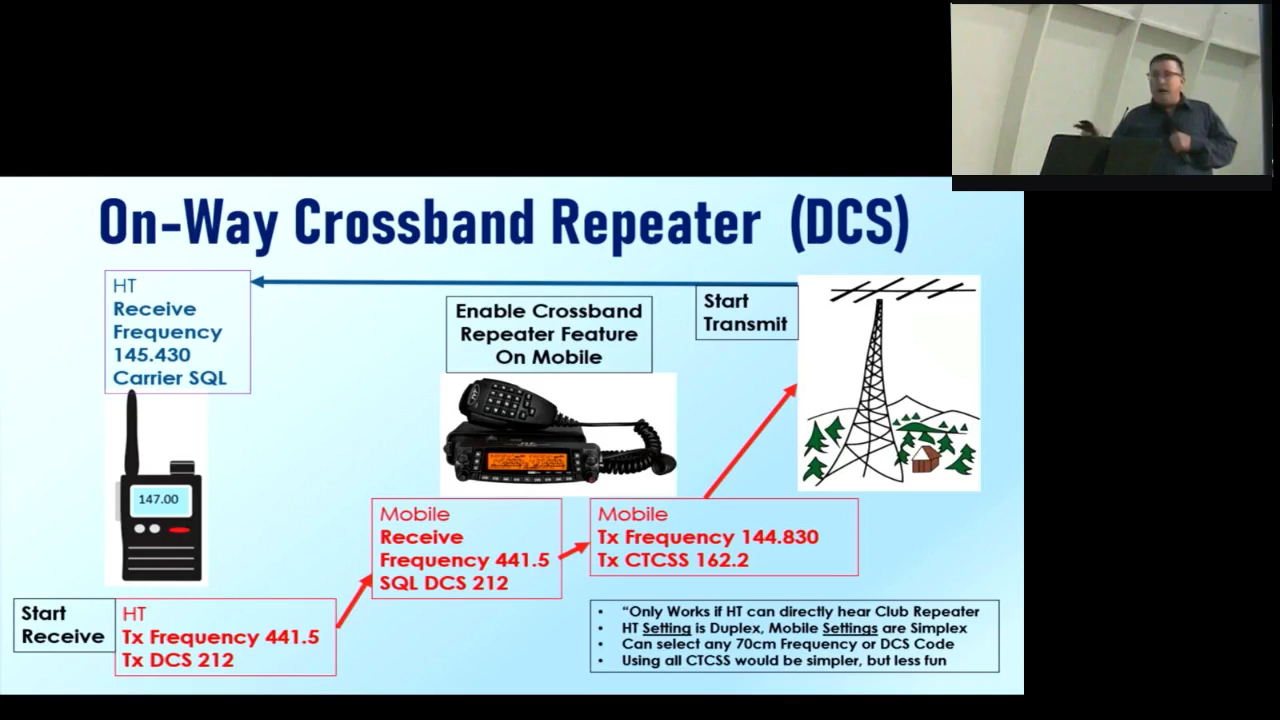 On-Way Crossband Repeater (DCS)
HT
Receive
Frequency
145.430
Carrier SQL
Enable Crossband
Repeater Feature
On Mobile
Start
Transmit
147.00
Mobile
Receive
Frequency 441.5
SQL DCS 212
Mobile
Tx Frequency 144.830
Tx CTCSS 162.2
Start
Receive
HT
Tx Frequency 441.5
Tx DCS 212
• “Only Works if HT can directly hear Club Repeater
• HT Setting is Duplex, Mobile Settings are Simplex
• Can select any 70cm Frequency or DCS Code
• Using all CTCSS would be simpler, but less fun